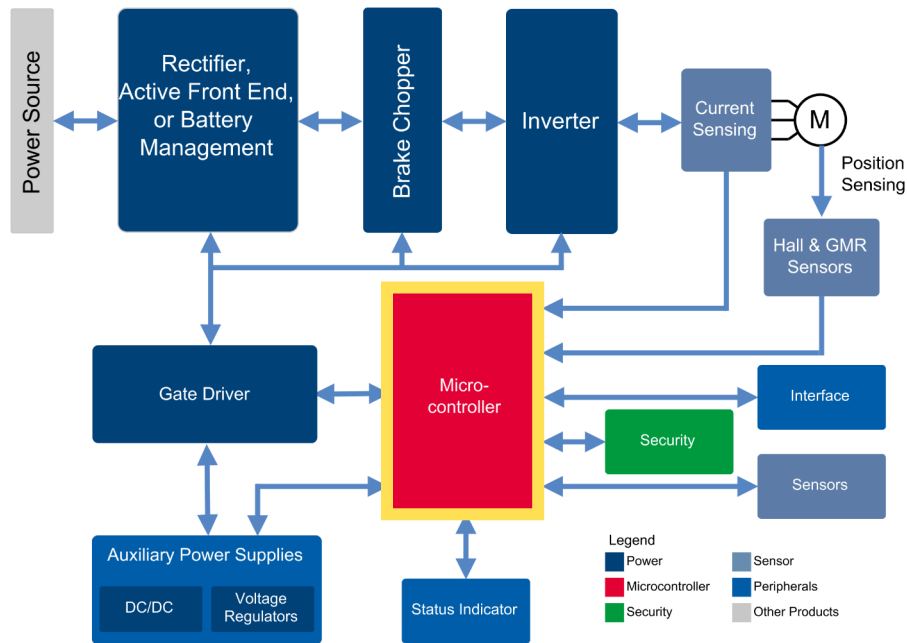 Power Source
Rectifier,
Active Front End,
or Battery
Management
Brake Chopper
Inverter
Current
Sensing
M
Position
Sensing
Hall & GMR
Sensors
Gate Driver
Micro-
controller
Interface
Security
Sensors
Auxiliary Power Supplies
DC/DC
Voltage
Regulators
Status Indicator
Legend
Power
Sensor
Microcontroller
Peripherals
Security
Other Products